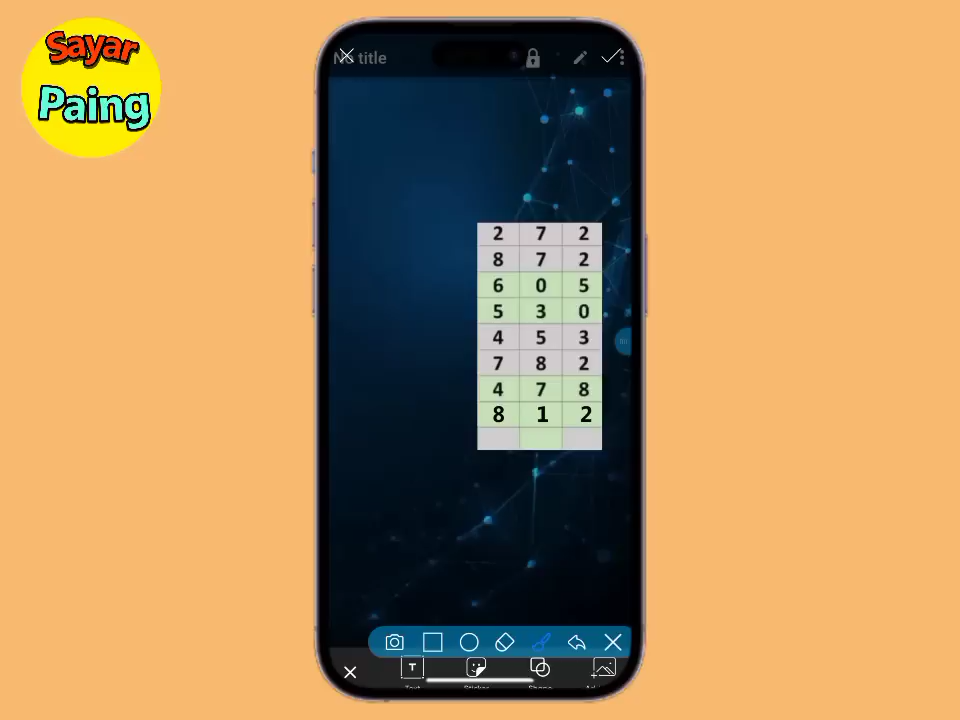 Sayar
Paing
No title
2 7 2
8 7 2
6 0 5
5 3 0
4 5 3
7 8 2
4 7 8
8 1 2
T